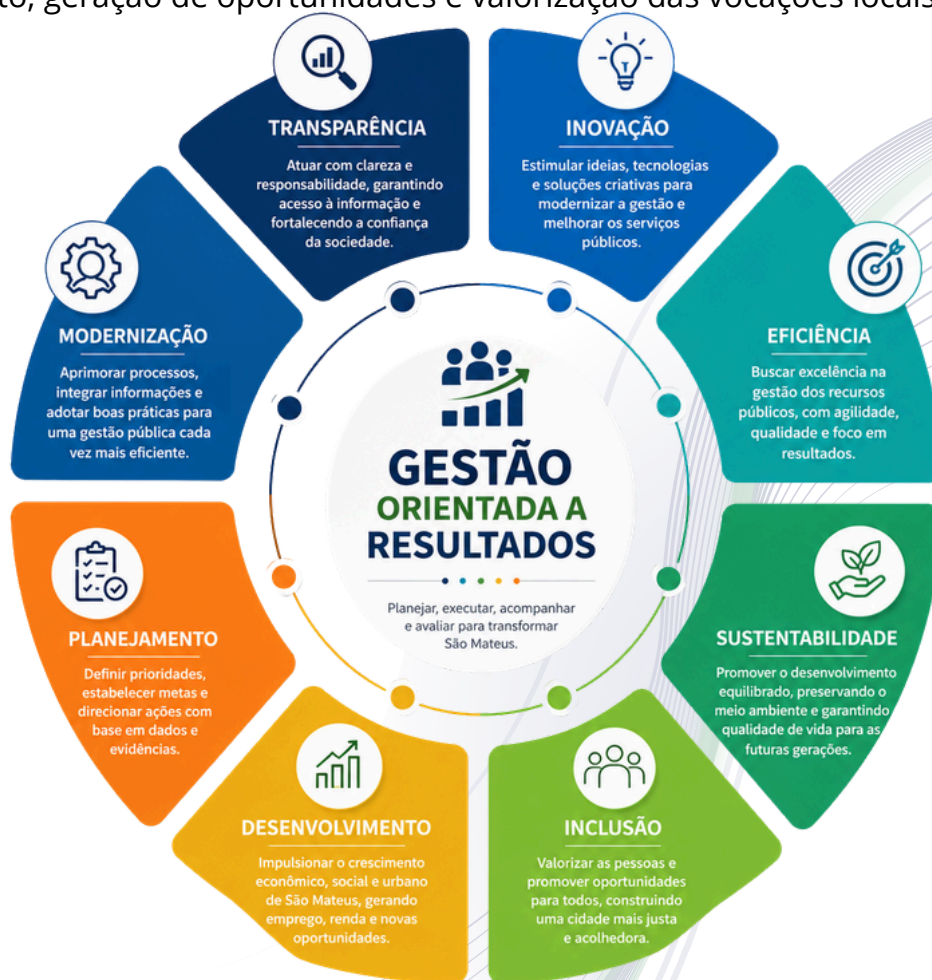 geração de oportunidades e valorização das vocações locais
TRANSPARÊNCIA
Atuar com clareza e
responsabilidade, garantindo
acesso à informação e
fortalecendo a confiança
da sociedade.
INOVAÇÃO
Estimular ideias, tecnologias
e soluções criativas para
modernizar a gestão e
melhorar os serviços
públicos.
MODERNIZAÇÃO
Aprimorar processos,
integrar informações e
adotar boas práticas para
uma gestão pública cada
vez mais eficiente.
EFICIÊNCIA
Buscar excelência na
gestão dos recursos
públicos, com agilidade,
qualidade e foco em
resultados.
GESTÃO
ORIENTADA A
RESULTADOS
Planejar, executar, acompanhar
e avaliar para transformar
São Mateus.
PLANEJAMENTO
Definir prioridades,
estabelecer metas e
direcionar ações com
base em dados e
evidências.
SUSTENTABILIDADE
Promover o desenvolvimento
equilibrado, preservando o
meio ambiente e garantindo
qualidade de vida para as
futuras gerações.
DESENVOLVIMENTO
Impulsionar o crescimento
econômico, social e urbano
de São Mateus, gerando
emprego, renda e novas
oportunidades.
INCLUSÃO
Valorizar as pessoas e
promover oportunidades
para todos, construindo
uma cidade mais justa
e acolhedora.